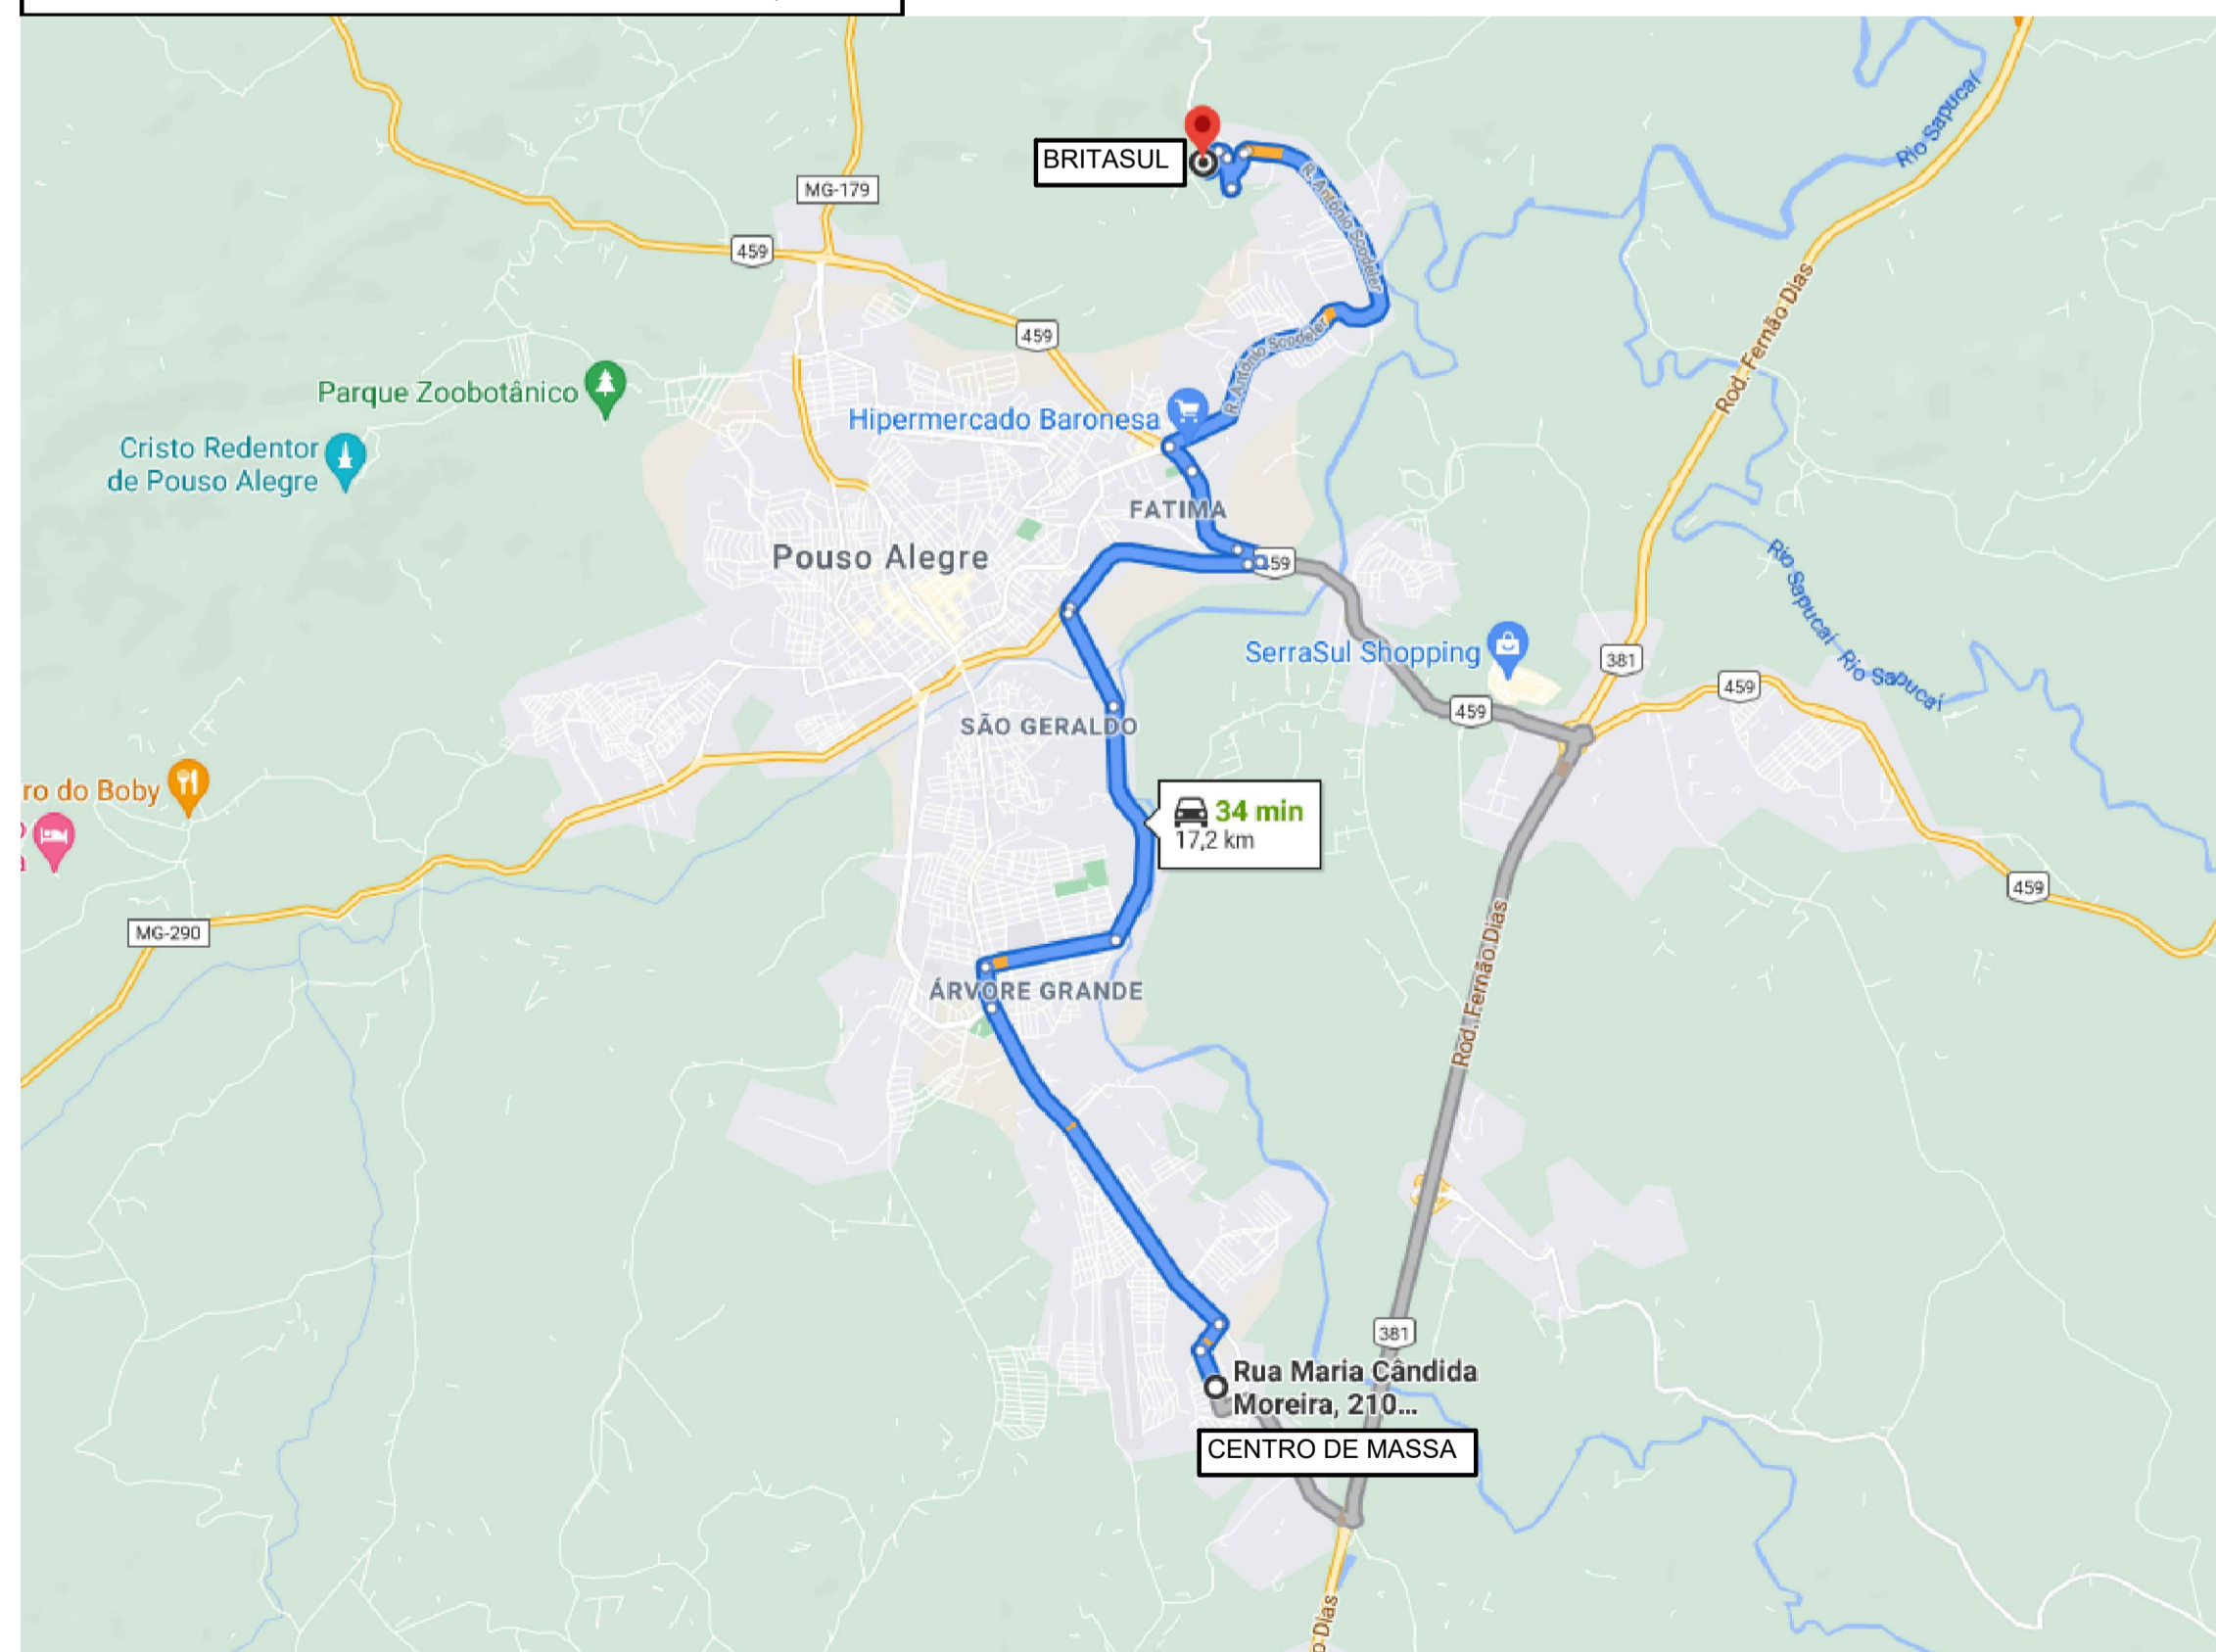 BRITASUL
Rio Sapucaí
MG-179
R. Antônio Scodeler
459
Rod. Fernão Dias
459
R. Antônio Scodeler
Parque Zoobotânico
Hipermercado Baronesa
Cristo Redentor
de Pouso Alegre
FATIMA
Pouso Alegre
59
Rio Sapucaí
SerraSul Shopping
381
Rio Sapucaí
459
459
SÃO GERALDO
ro do Boby
34 min
17,2 km
459
MG-290
Rod. Fernão Dias
ÁRVORE GRANDE
381
Rua Maria Cândida
Moreira, 210...
CENTRO DE MASSA
o Dias